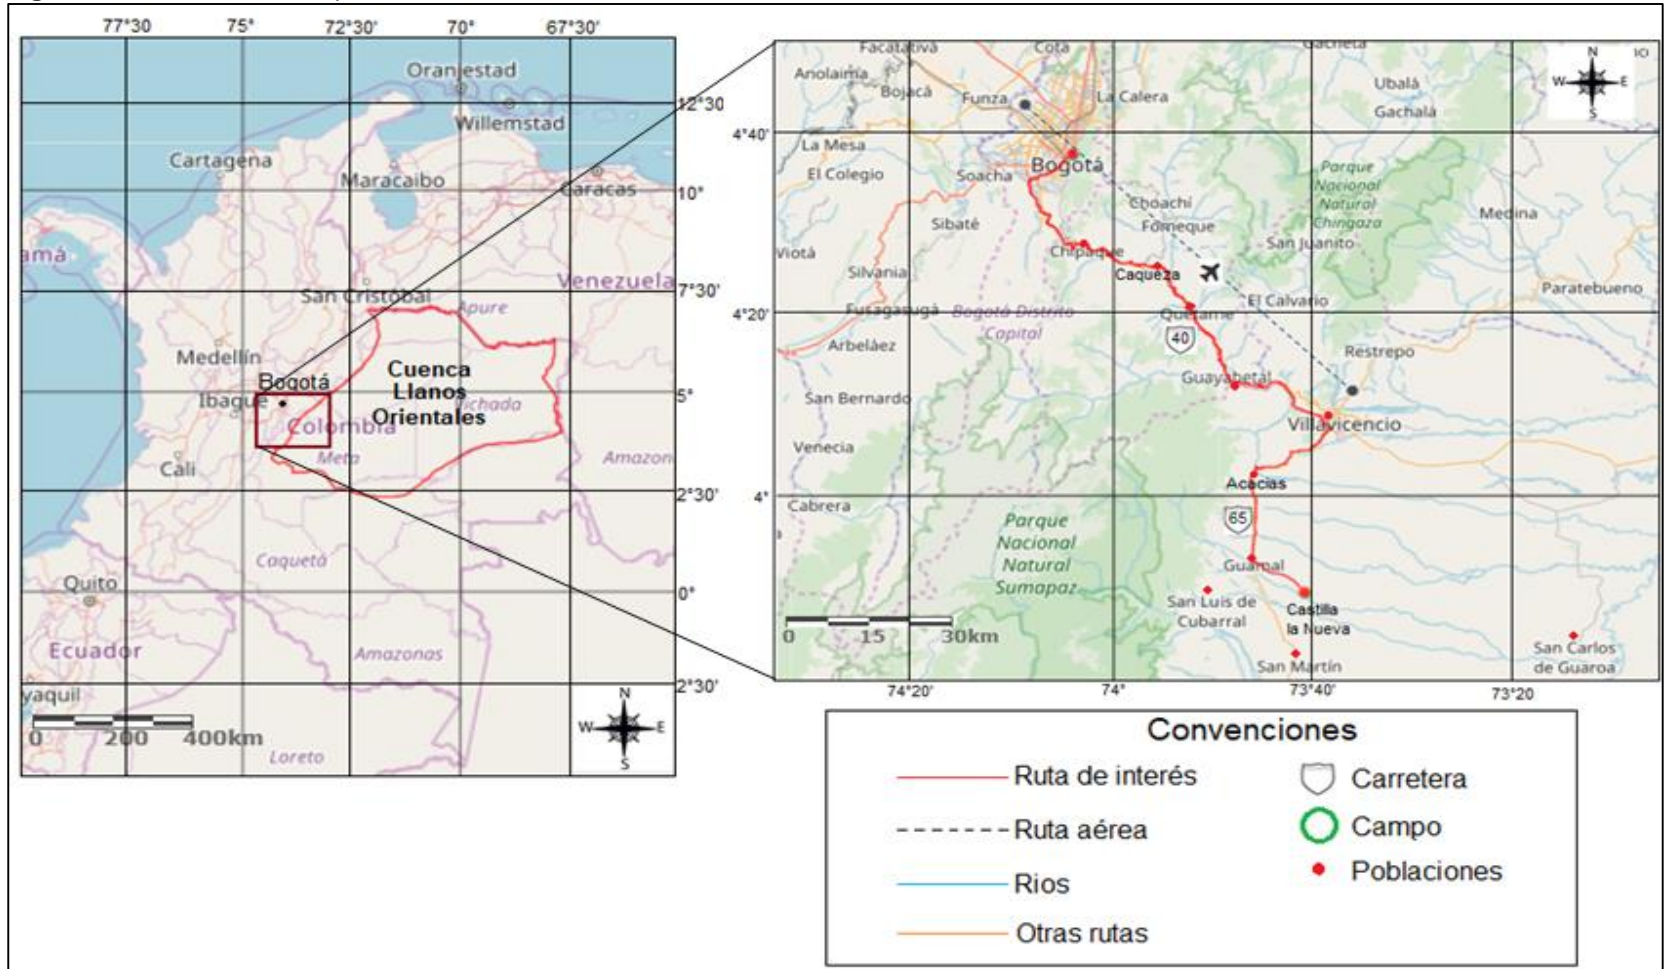 77°30
75°
72°30'
70°
67°30'
Oranjestad
12°30
Willemstad
Cartagena
Maracaibo
Caracas
10°
amá
San Cristóbal
Apure
Venezuela
7°30'
Medellín
Cuenca
Llanos
Orientales
Bogotá
Ibagué
5°
ichada
Colombia
Meta
Amazon
Cali
2°30'
Caquetá
Quito
0°
Ecuador
Amazonas
yaquil
2°30'
N
W
E
S
0
200
400km
Loreto
Facatativá
Cota
Gacheta
Anolaima
Bojacá
Funza
La Calera
Ubalá
Gachalá
N
W
E
S
4°40'
La Mesa
El Colegio
Soacha
Bogotá
Parque
Nacional
Natural
Chingaza
Choachí
Fómeque
Medina
Sibaté
San Juanito
Viotá
Chipaque
Caqueza
Silvania
Paratebueno
Fusagasugá
Bogotá Distrito
Capital
El Calvario
4°20'
Quetame
40
Arbeláez
Restrepo
Guayabetal
San Bernardo
Villavicencio
Venecia
Acacias
4°
Cabrera
65
Parque
Nacional
Natural
Sumapaz
Guamal
San Luis de
Cubarral
Castilla
la Nueva
0
15
30km
San Martín
San Carlos
de Guaroa
74°20'
74°
73°40
73°20
Convenciones
Ruta de interés
Carretera
Ruta aérea
Campo
Rios
Poblaciones
Otras rutas